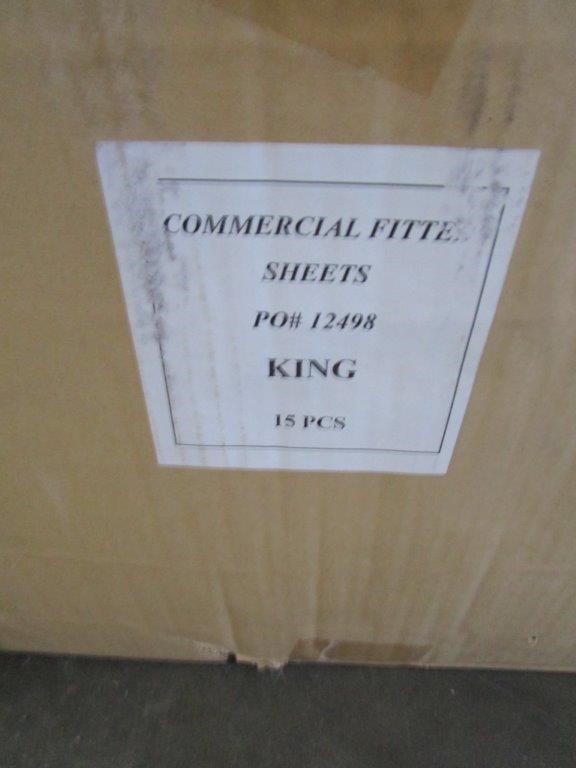 COMMERCIAL FITTE
SHEETS
PO# 12498
KING
15 PCS